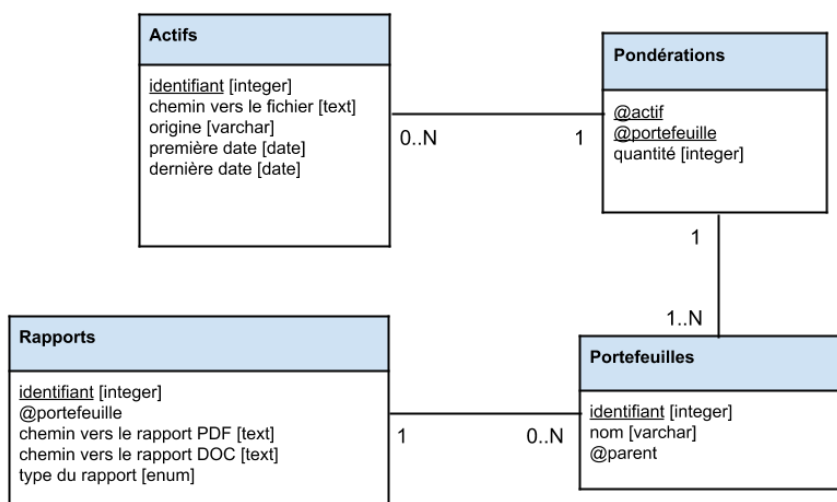 Actifs
identifiant [integer]
chemin vers le fichier [text]
origine [varchar]
première date [date]
dernière date [date]
0..N
1
Pondérations
@actif
@portefeuille
quantité [integer]
1
1..N
Rapports
identifiant [integer]
@portefeuille
chemin vers le rapport PDF [text]
chemin vers le rapport DOC [text]
type du rapport [enum]
1
0..N
Portefeuilles
identifiant [integer]
nom [varchar]
@parent